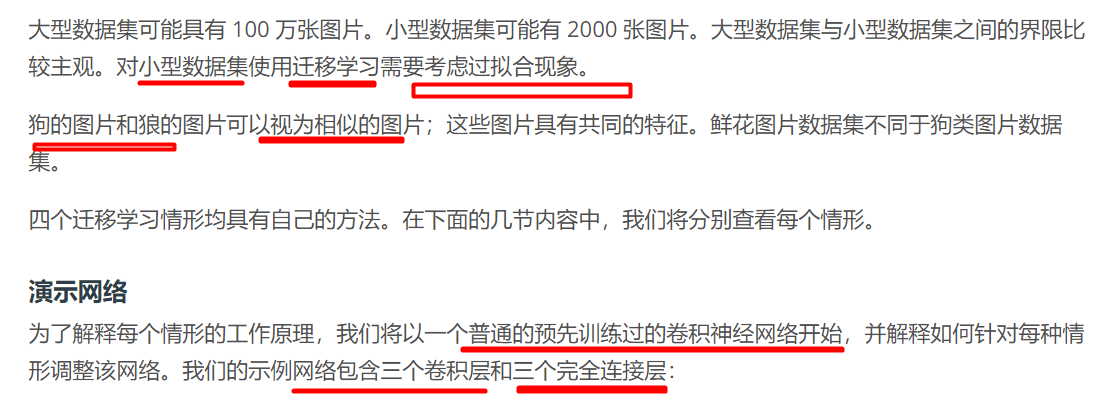 大型数据集可能具有 100 万张图片。小型数据集可能有 2000 张图片。大型数据集与小型数据集之间的界限比
较主观。对小型数据集使用迁移学习需要考虑过拟合现象。
狗的图片和狼的图片可以视为相似的图片；这些图片具有共同的特征。鲜花图片数据集不同于狗类图片数据
集。
四个迁移学习情形均具有自己的方法。在下面的几节内容中，我们将分别查看每个情形。
演示网络
为了解释每个情形的工作原理，我们将以一个普通的预先训练过的卷积神经网络开始，并解释如何针对每种情
形调整该网络。我们的示例网络包含三个卷积层和三个完全连接层：